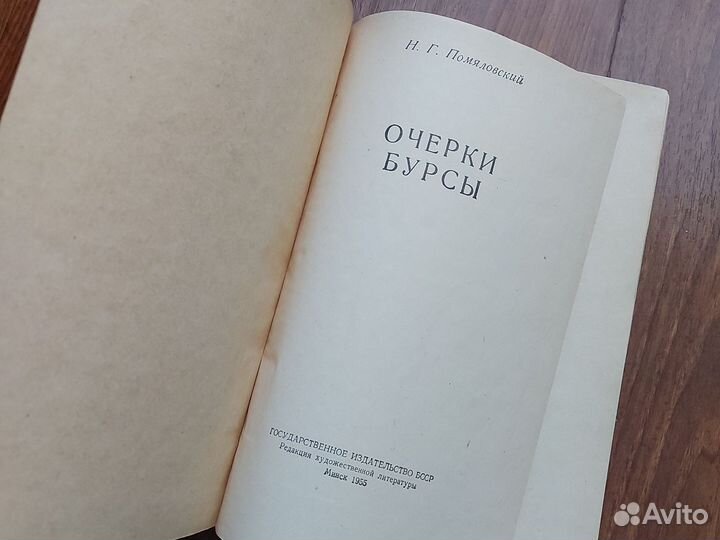 Н. Г. Помяловский
ОЧЕРКИ
БУРСЫ
ГОСУДАРСТВЕННОЕ ИЗДАТЕЛЬСТВО БССР
Редакция художественной литературы
Минск 1955
Avito